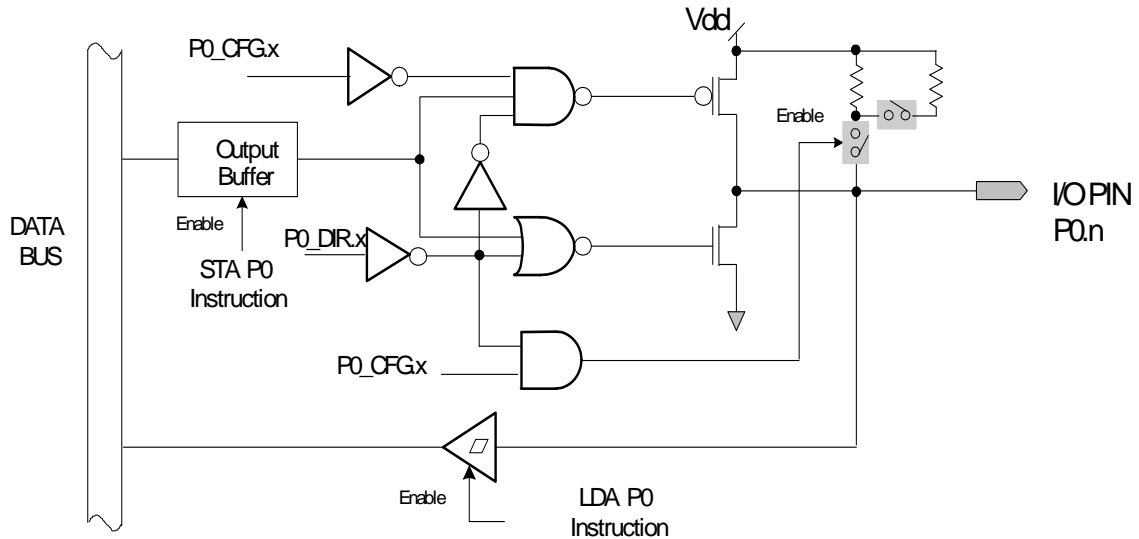 Vdd
P0_CFG.x
Enable
Output
Buffer
I/O PIN
P0.n
Enable
DATA
BUS
P0_DIR.x
STA P0
Instruction
P0_CFG.x
Enable
LDA P0
Instruction